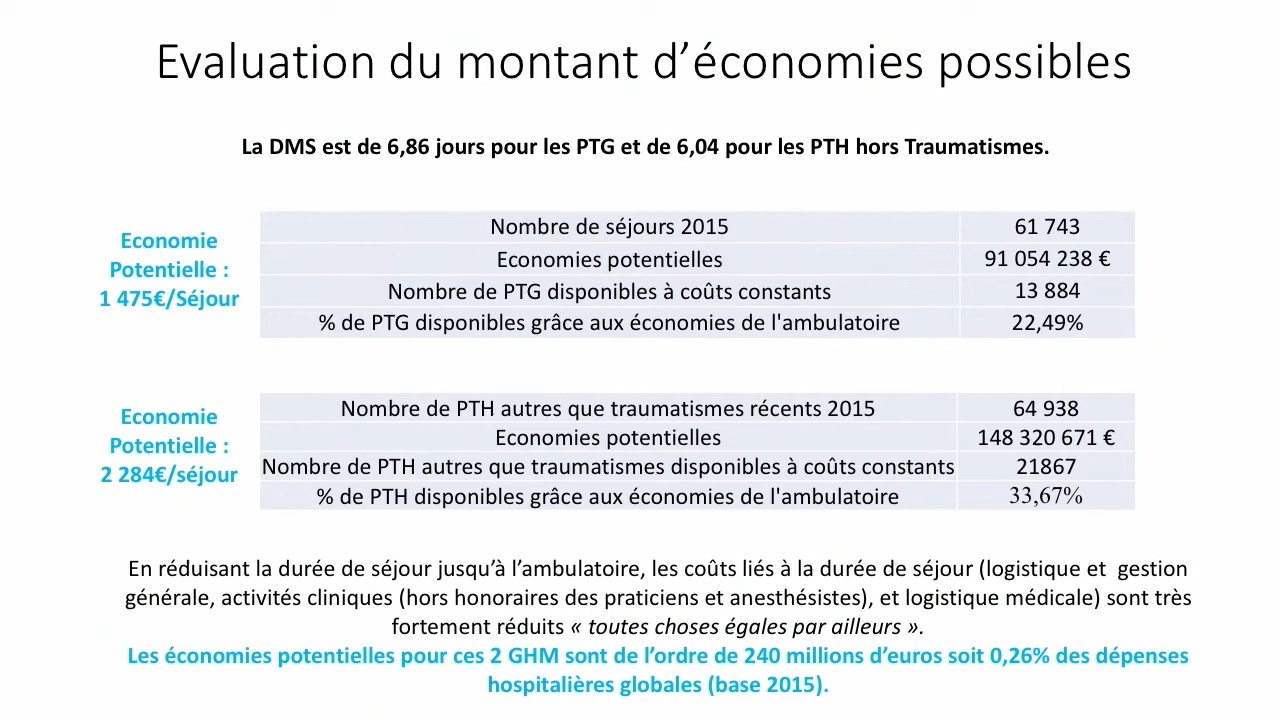 Evaluation du montant d’économies possibles
La DMS est de 6,86 jours pour les PTG et de 6,04 pour les PTH hors Traumatismes.
Economie
Potentielle :
1 475€/Séjour
Nombre de séjours 2015 61 743
Economies potentielles 91 054 238 €
Nombre de PTG disponibles à coûts constants 13 884
% de PTG disponibles grâce aux économies de l'ambulatoire 22,49%
Economie
Potentielle :
2 284€/séjour
Nombre de PTH autres que traumatismes récents 2015 64 938
Economies potentielles 148 320 671 €
Nombre de PTH autres que traumatismes disponibles à coûts constants 21867
% de PTH disponibles grâce aux économies de l'ambulatoire 33,67%
En réduisant la durée de séjour jusqu’à l’ambulatoire, les coûts liés à la durée de séjour (logistique et gestion
générale, activités cliniques (hors honoraires des praticiens et anesthésistes), et logistique médicale) sont très
fortement réduits « toutes choses égales par ailleurs ».
Les économies potentielles pour ces 2 GHM sont de l’ordre de 240 millions d’euros soit 0,26% des dépenses
hospitalières globales (base 2015).